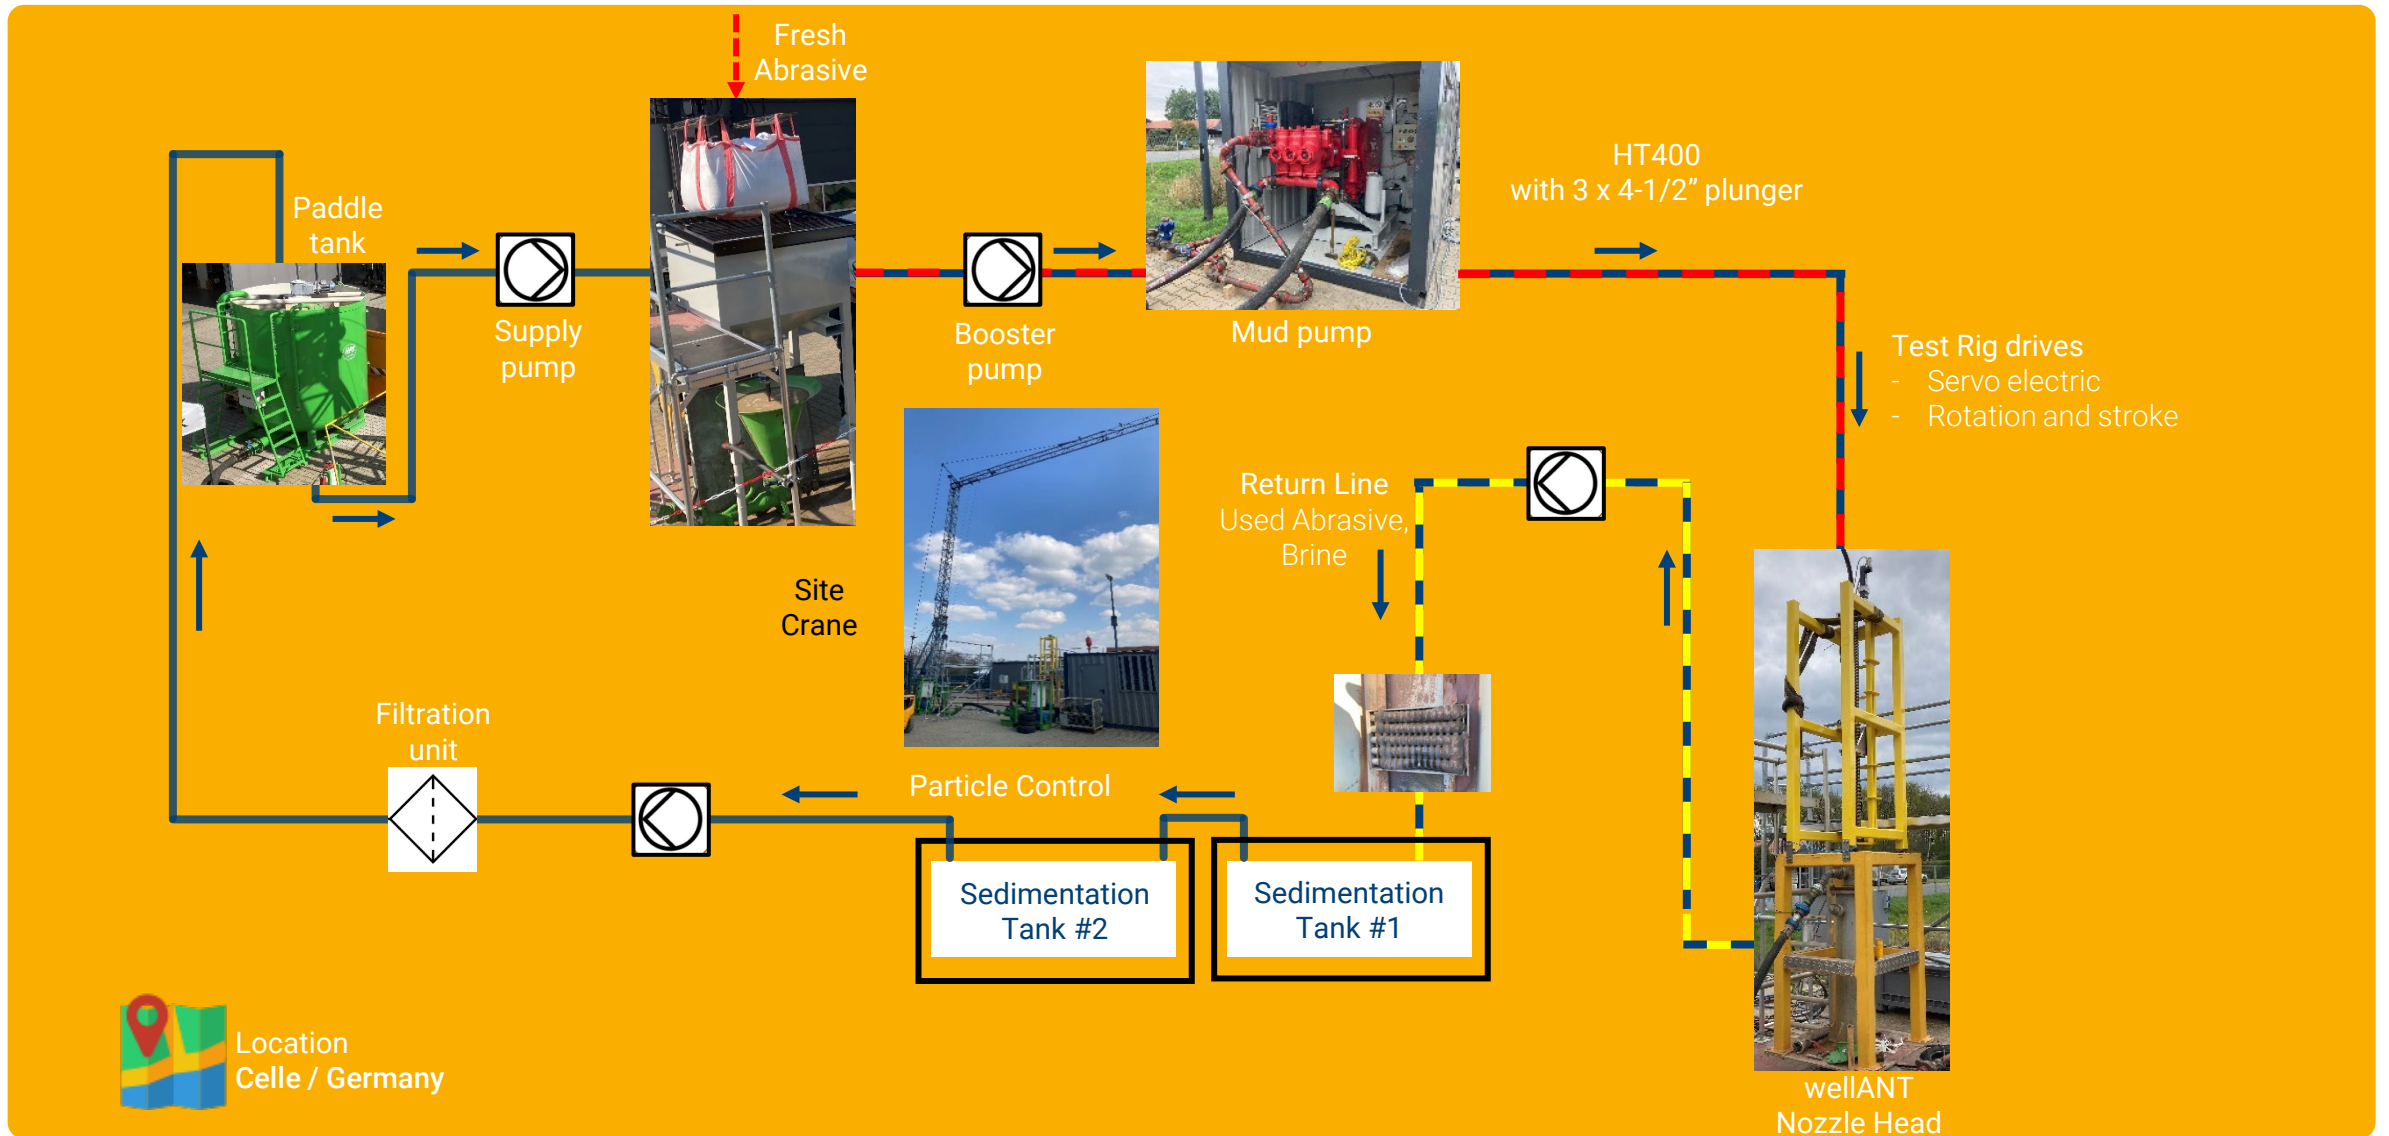 Fresh
Abrasive
Paddle
tank
Supply
pump
Booster
pump
Mud pump
HT400
with 3 x 4-1/2” plunger
Test Rig drives
- Servo electric
- Rotation and stroke
Return Line
Used Abrasive,
Brine
Site
Crane
Filtration
unit
Particle Control
Sedimentation
Tank #2
Sedimentation
Tank #1
Location
Celle / Germany
wellANT
Nozzle Head